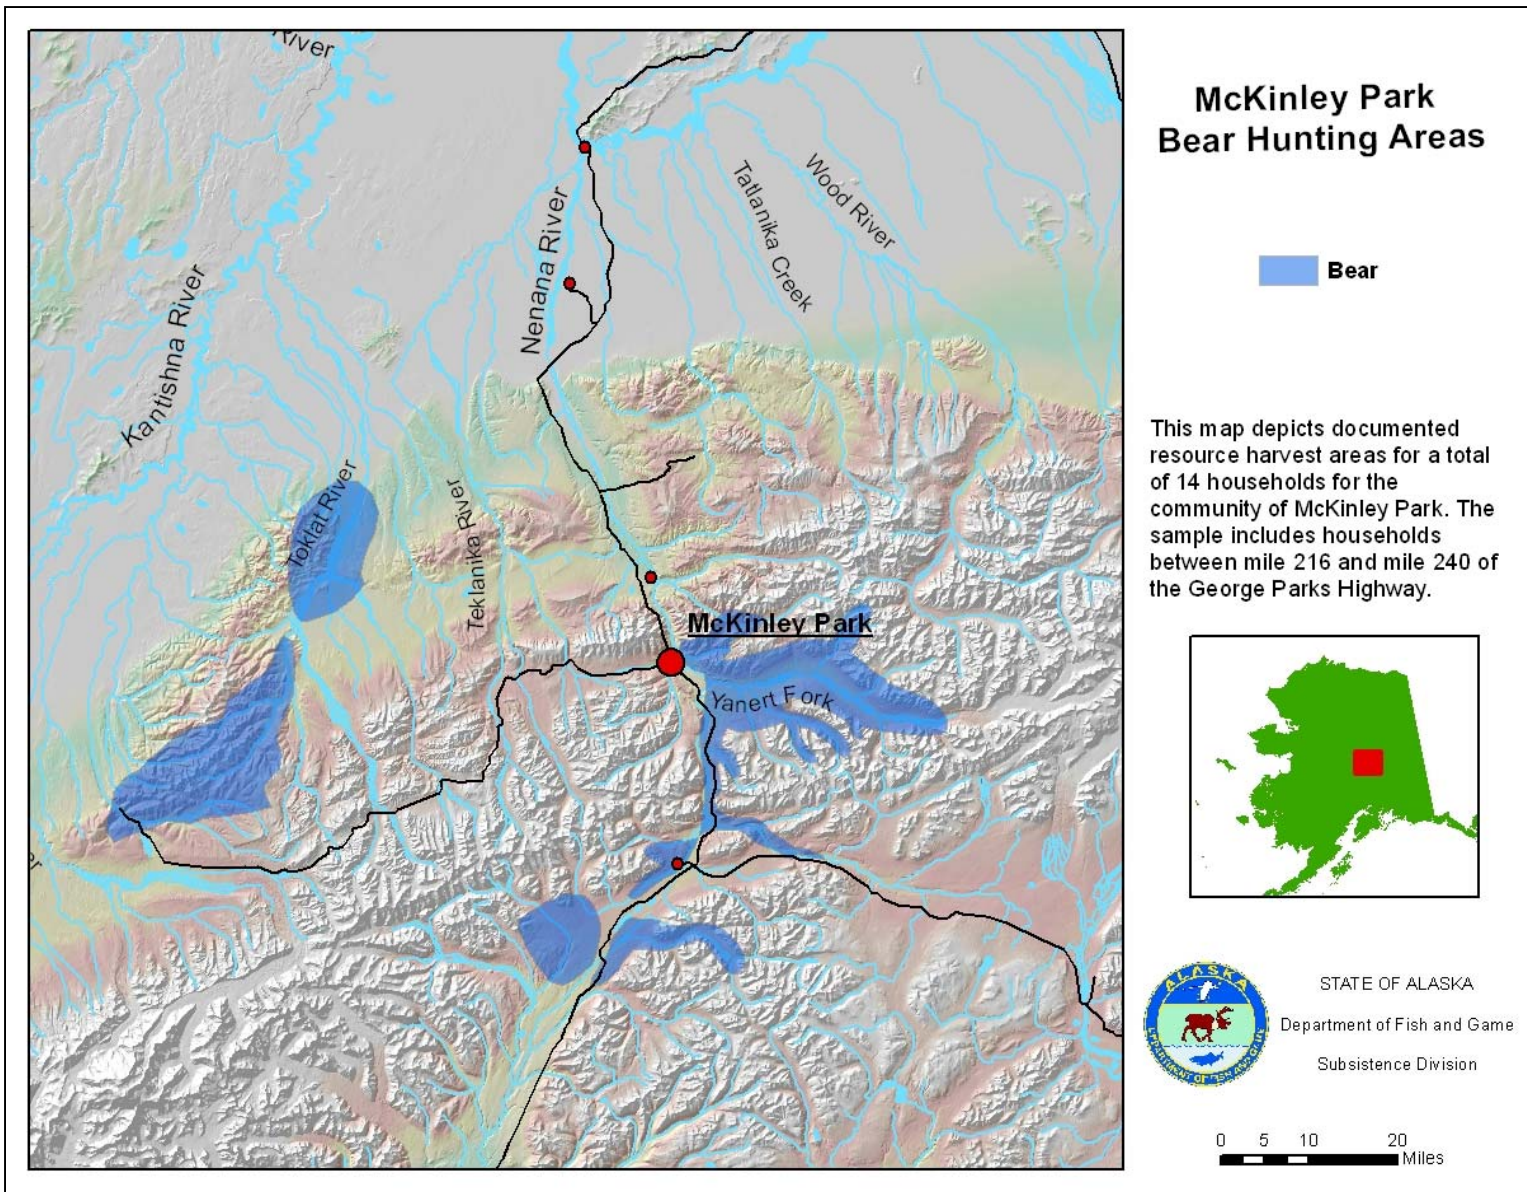 McKinley Park
Bear Hunting Areas
Bear
This map depicts documented
resource harvest areas for a total
of 14 households for the
community of McKinley Park. The
sample includes households
between mile 216 and mile 240 of
the George Parks Highway.
River
Wood River
Tatlanika Creek
Nenana River
Kantishna River
Toklat River
Teklanika River
McKinley Park
Yanert Fork
ALASKA
STATE OF ALASKA
Department of Fish and Game
Subsistence Division
0 5 10 20
Miles